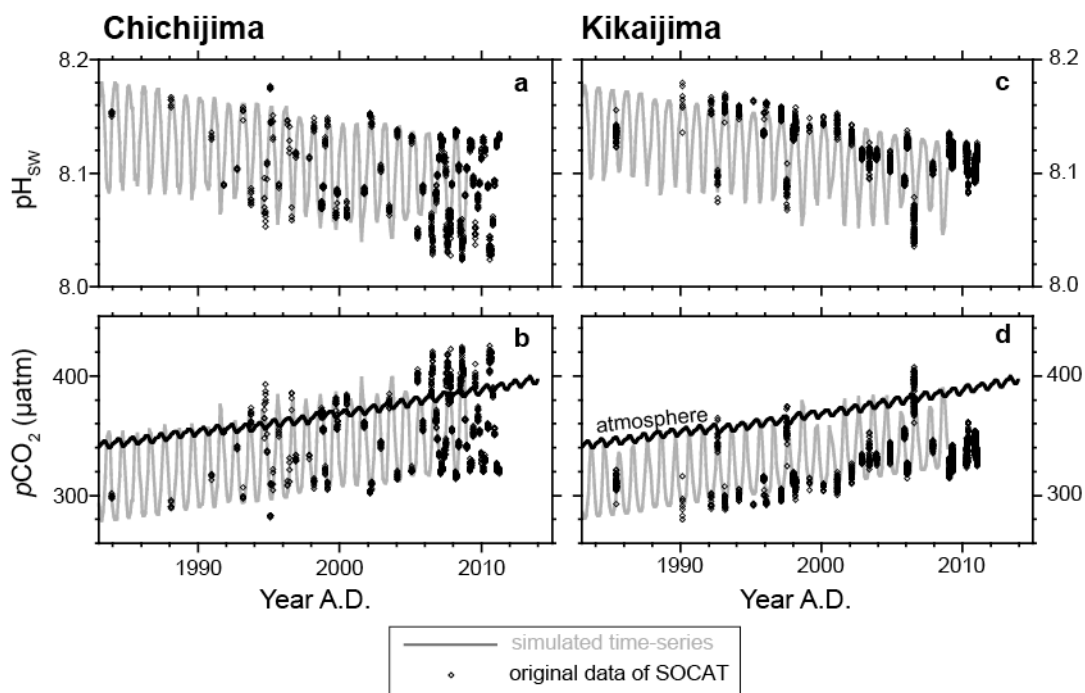 Chichijima Kikaijima
8.2 a c 8.2
pH_SW 8.1 8.1
8.0 8.0
b d
pCO₂ (µatm) 400 400
atmosphere
300 300
1990 2000 2010 1990 2000 2010
Year A.D. Year A.D.
simulated time-series
original data of SOCAT